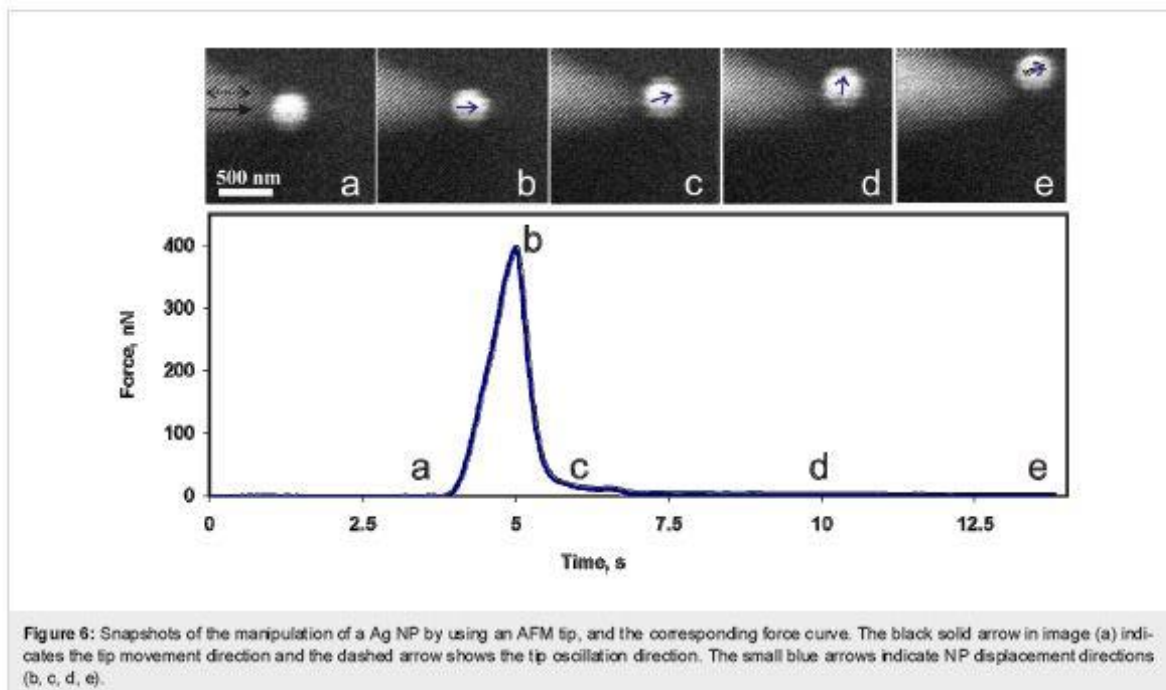 a b c d e
500 nm
400
300
200
100
0
Force, nN
b
a c d e
0 2.5 5 7.5 10 12.5
Time, s
Figure 6: Snapshots of the manipulation of a Ag NP by using an AFM tip, and the corresponding force curve. The black solid arrow in image (a) indi-
cates the tip movement direction and the dashed arrow shows the tip oscillation direction. The small blue arrows indicate NP displacement directions
(b, c, d, e).